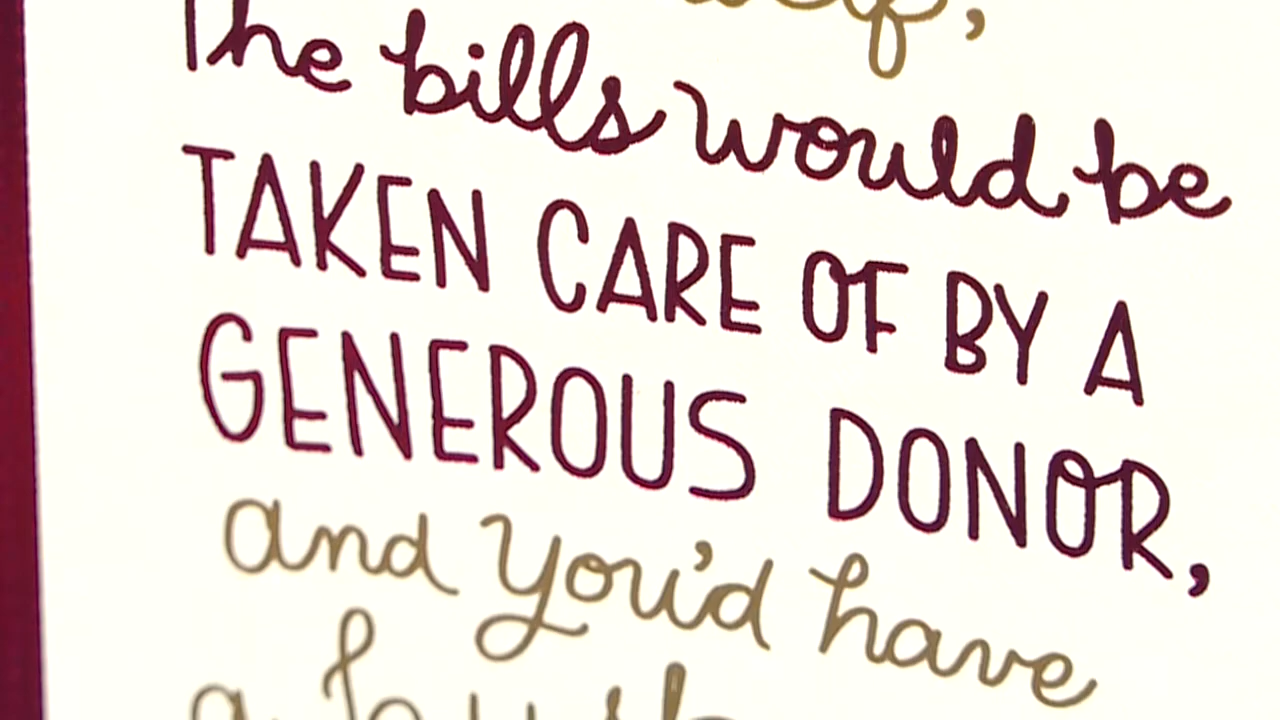 The bills would be
TAKEN CARE OF BY A
GENEROUS DONOR,
and you'd have
a